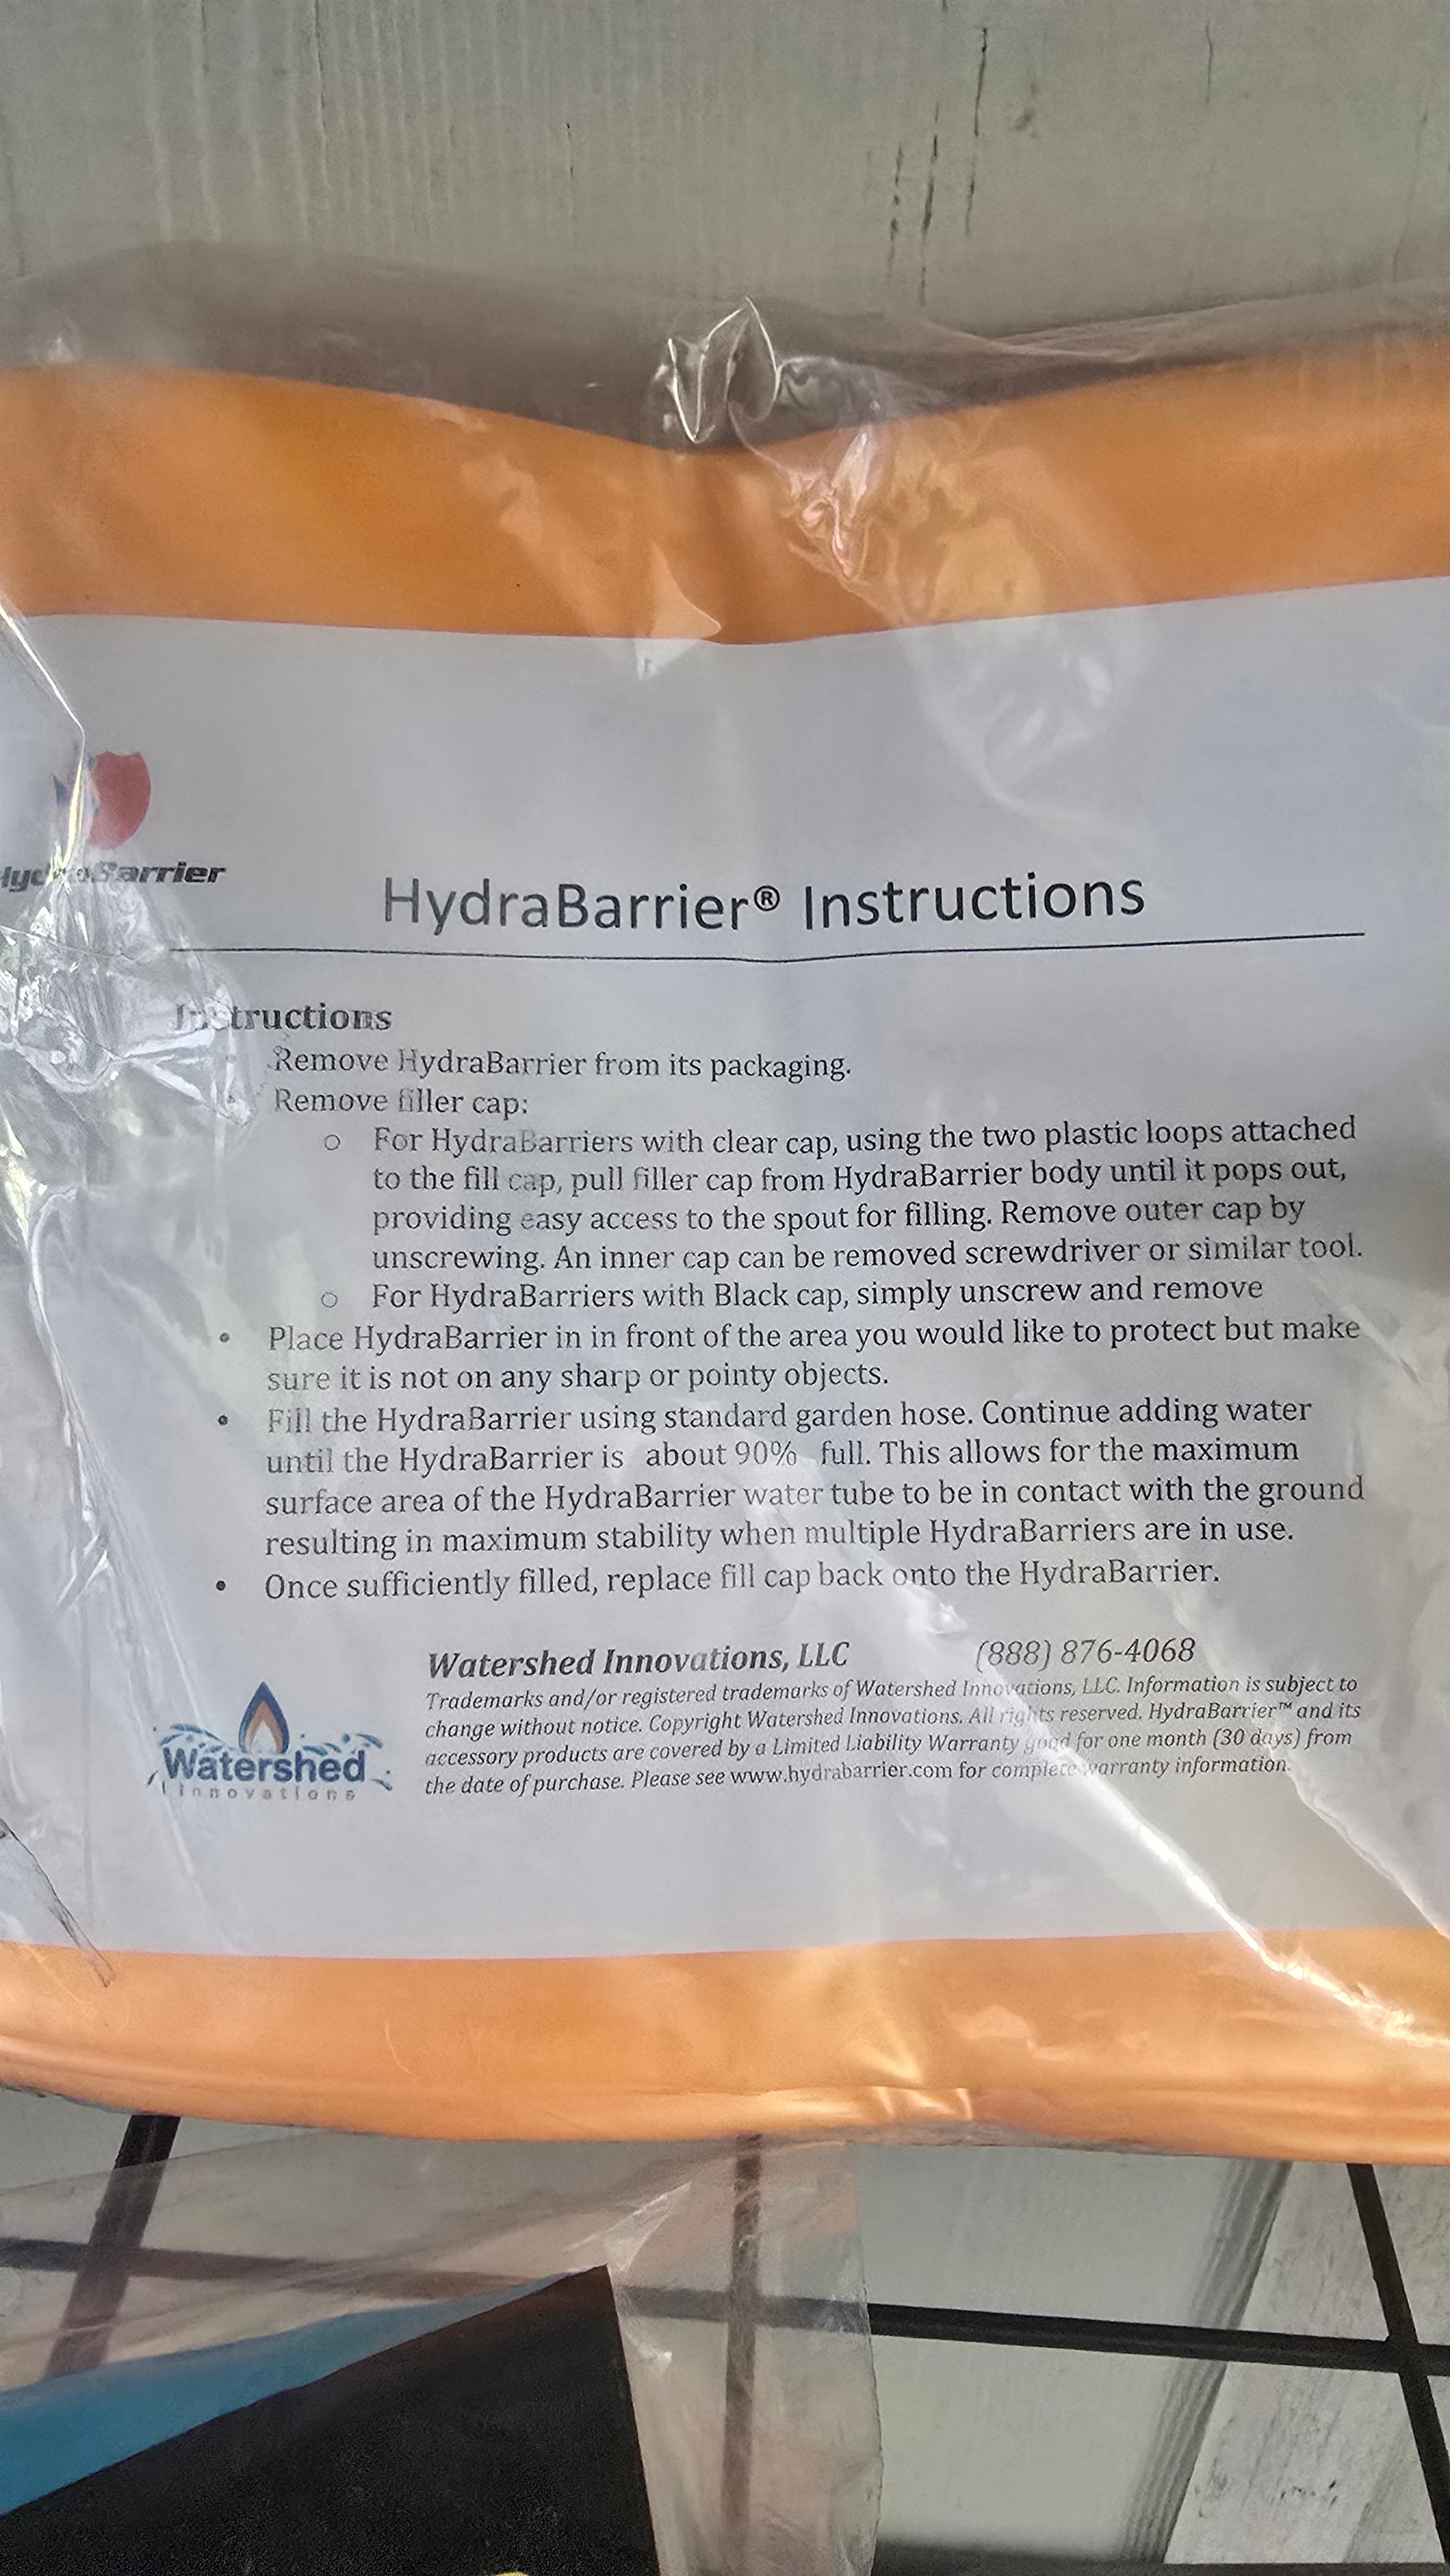 HydraBarrier
HydraBarrier® Instructions
Instructions
Remove HydraBarrier from its packaging.
Remove filler cap:
o For HydraBarriers with clear cap, using the two plastic loops attached
to the fill cap, pull filler cap from HydraBarrier body until it pops out,
providing easy access to the spout for filling. Remove outer cap by
unscrewing. An inner cap can be removed screwdriver or similar tool.
o For HydraBarriers with Black cap, simply unscrew and remove
• Place HydraBarrier in in front of the area you would like to protect but make
sure it is not on any sharp or pointy objects.
• Fill the HydraBarrier using standard garden hose. Continue adding water
until the HydraBarrier is about 90% full. This allows for the maximum
surface area of the HydraBarrier water tube to be in contact with the ground
resulting in maximum stability when multiple HydraBarriers are in use.
• Once sufficiently filled, replace fill cap back onto the HydraBarrier.
Watershed Innovations, LLC (888) 876-4068
Trademarks and/or registered trademarks of Watershed Innovations, LLC. Information is subject to
change without notice. Copyright Watershed Innovations. All rights reserved. HydraBarrier™ and its
accessory products are covered by a Limited Liability Warranty good for one month (30 days) from
the date of purchase. Please see www.hydrabarrier.com for complete warranty information.
Watershed
Innovations